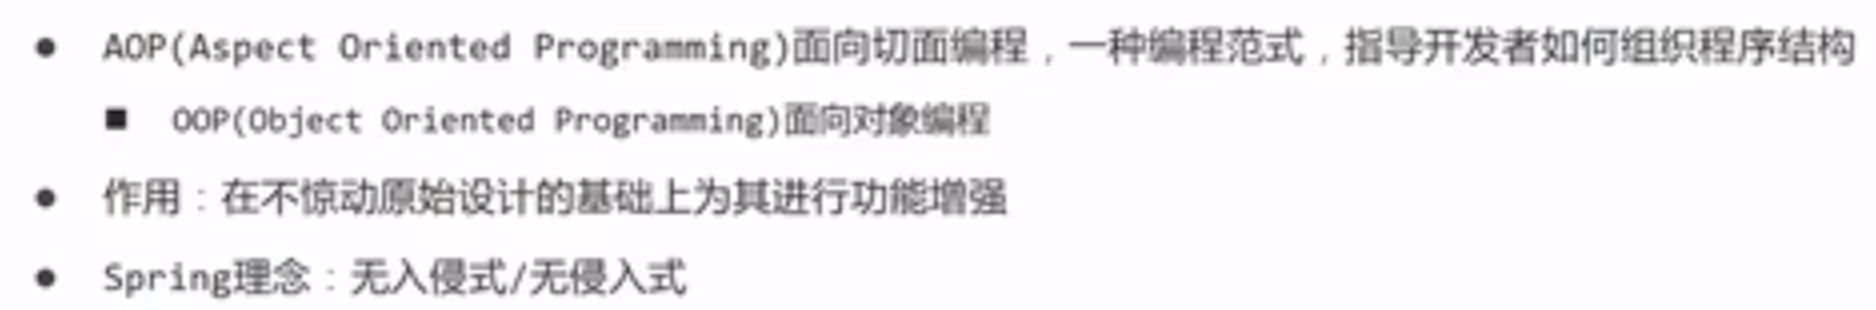 ● AOP(Aspect Oriented Programming)面向切面编程，一种编程范式，指导开发者如何组织程序结构
■ OOP(Object Oriented Programming)面向对象编程
● 作用：在不惊动原始设计的基础上为其进行功能增强
● Spring理念：无入侵式/无侵入式